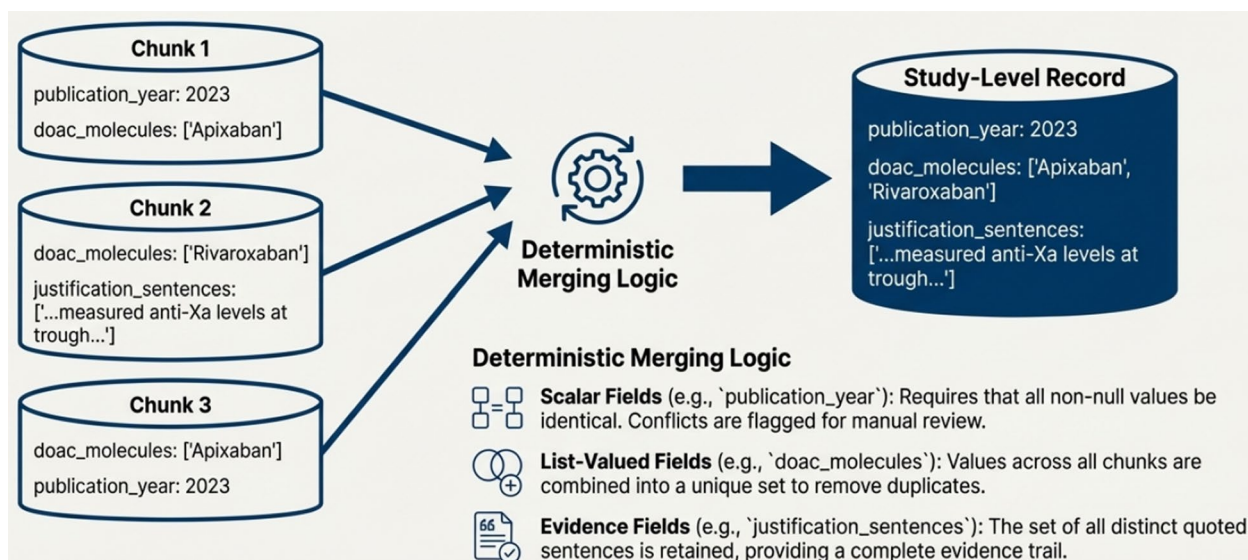 Chunk 1
publication_year: 2023
doac_molecules: ['Apixaban']
Chunk 2
doac_molecules: ['Rivaroxaban']
justification_sentences:
['...measured anti-Xa levels at
trough...']
Chunk 3
doac_molecules: ['Apixaban']
publication_year: 2023
Deterministic
Merging Logic
Study-Level Record
publication_year: 2023
doac_molecules: ['Apixaban',
'Rivaroxaban']
justification_sentences:
['...measured anti-Xa levels at
trough...']
Deterministic Merging Logic
Scalar Fields (e.g., `publication_year`): Requires that all non-null values be
identical. Conflicts are flagged for manual review.
List-Valued Fields (e.g., `doac_molecules`): Values across all chunks are
combined into a unique set to remove duplicates.
Evidence Fields (e.g., `justification_sentences`): The set of all distinct quoted
sentences is retained, providing a complete evidence trail.